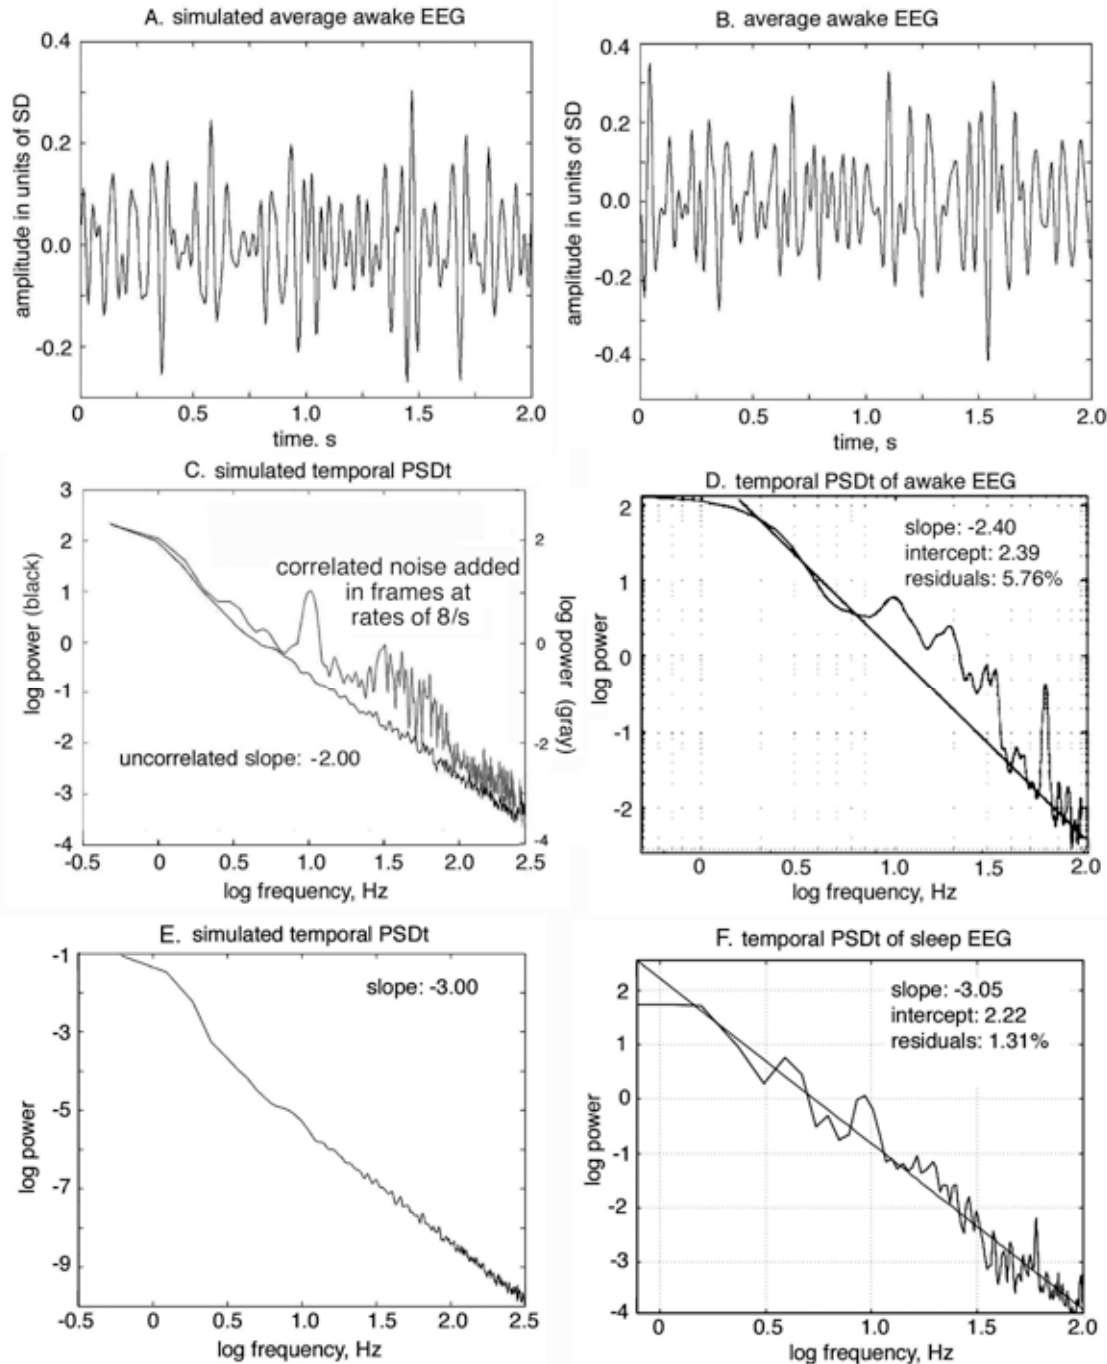 A. simulated average awake EEG
amplitude in units of SD
0.4
0.2
0.0
-0.2
0 0.5 1.0 1.5 2.0
time. s
B. average awake EEG
amplitude in units of SD
0.4
0.2
0.0
-0.2
-0.4
0 0.5 1.0 1.5 2.0
time, s
C. simulated temporal PSDt
log power (black)
3
2
1
0
-1
-2
-3
-4
correlated noise added
in frames at
rates of 8/s
uncorrelated slope: -2.00
2
0
-2
-4
log power (gray)
-0.5 0 0.5 1.0 1.5 2.0 2.5
log frequency, Hz
D. temporal PSDt of awake EEG
log power
2
1
0
-1
-2
slope: -2.40
intercept: 2.39
residuals: 5.76%
0 0.5 1.0 1.5 2.0
log frequency, Hz
E. simulated temporal PSDt
log power
-1
-3
-5
-7
-9
slope: -3.00
-0.5 0 0.5 1.0 1.5 2.0 2.5
log frequency, Hz
F. temporal PSDt of sleep EEG
log power
2
1
0
-1
-2
-3
-4
slope: -3.05
intercept: 2.22
residuals: 1.31%
0 0.5 1.0 1.5 2.0
log frequency, Hz